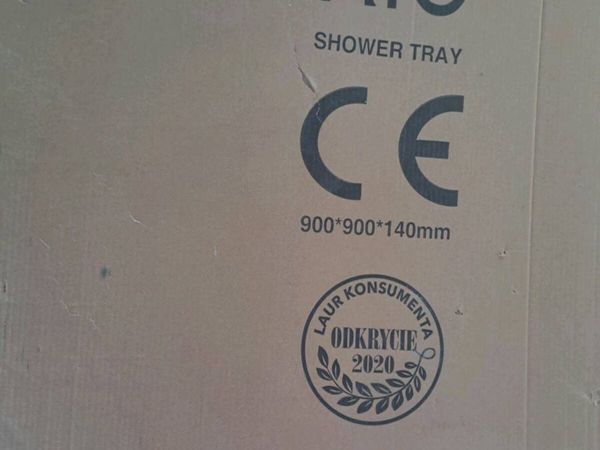 SHOWER TRAY
CE
900*900*140mm
LAUR KONSUMENTA
ODKRYCIE
2020